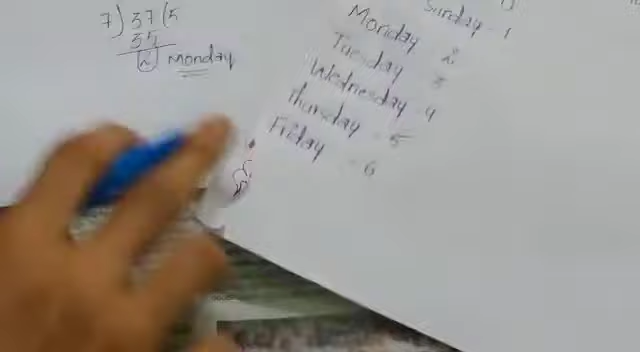 7) 37 (5
35
2 Monday
Sunday - 1
Monday 2
Tuesday 3
Wednesday 4
Thursday - 5
Friday - 6